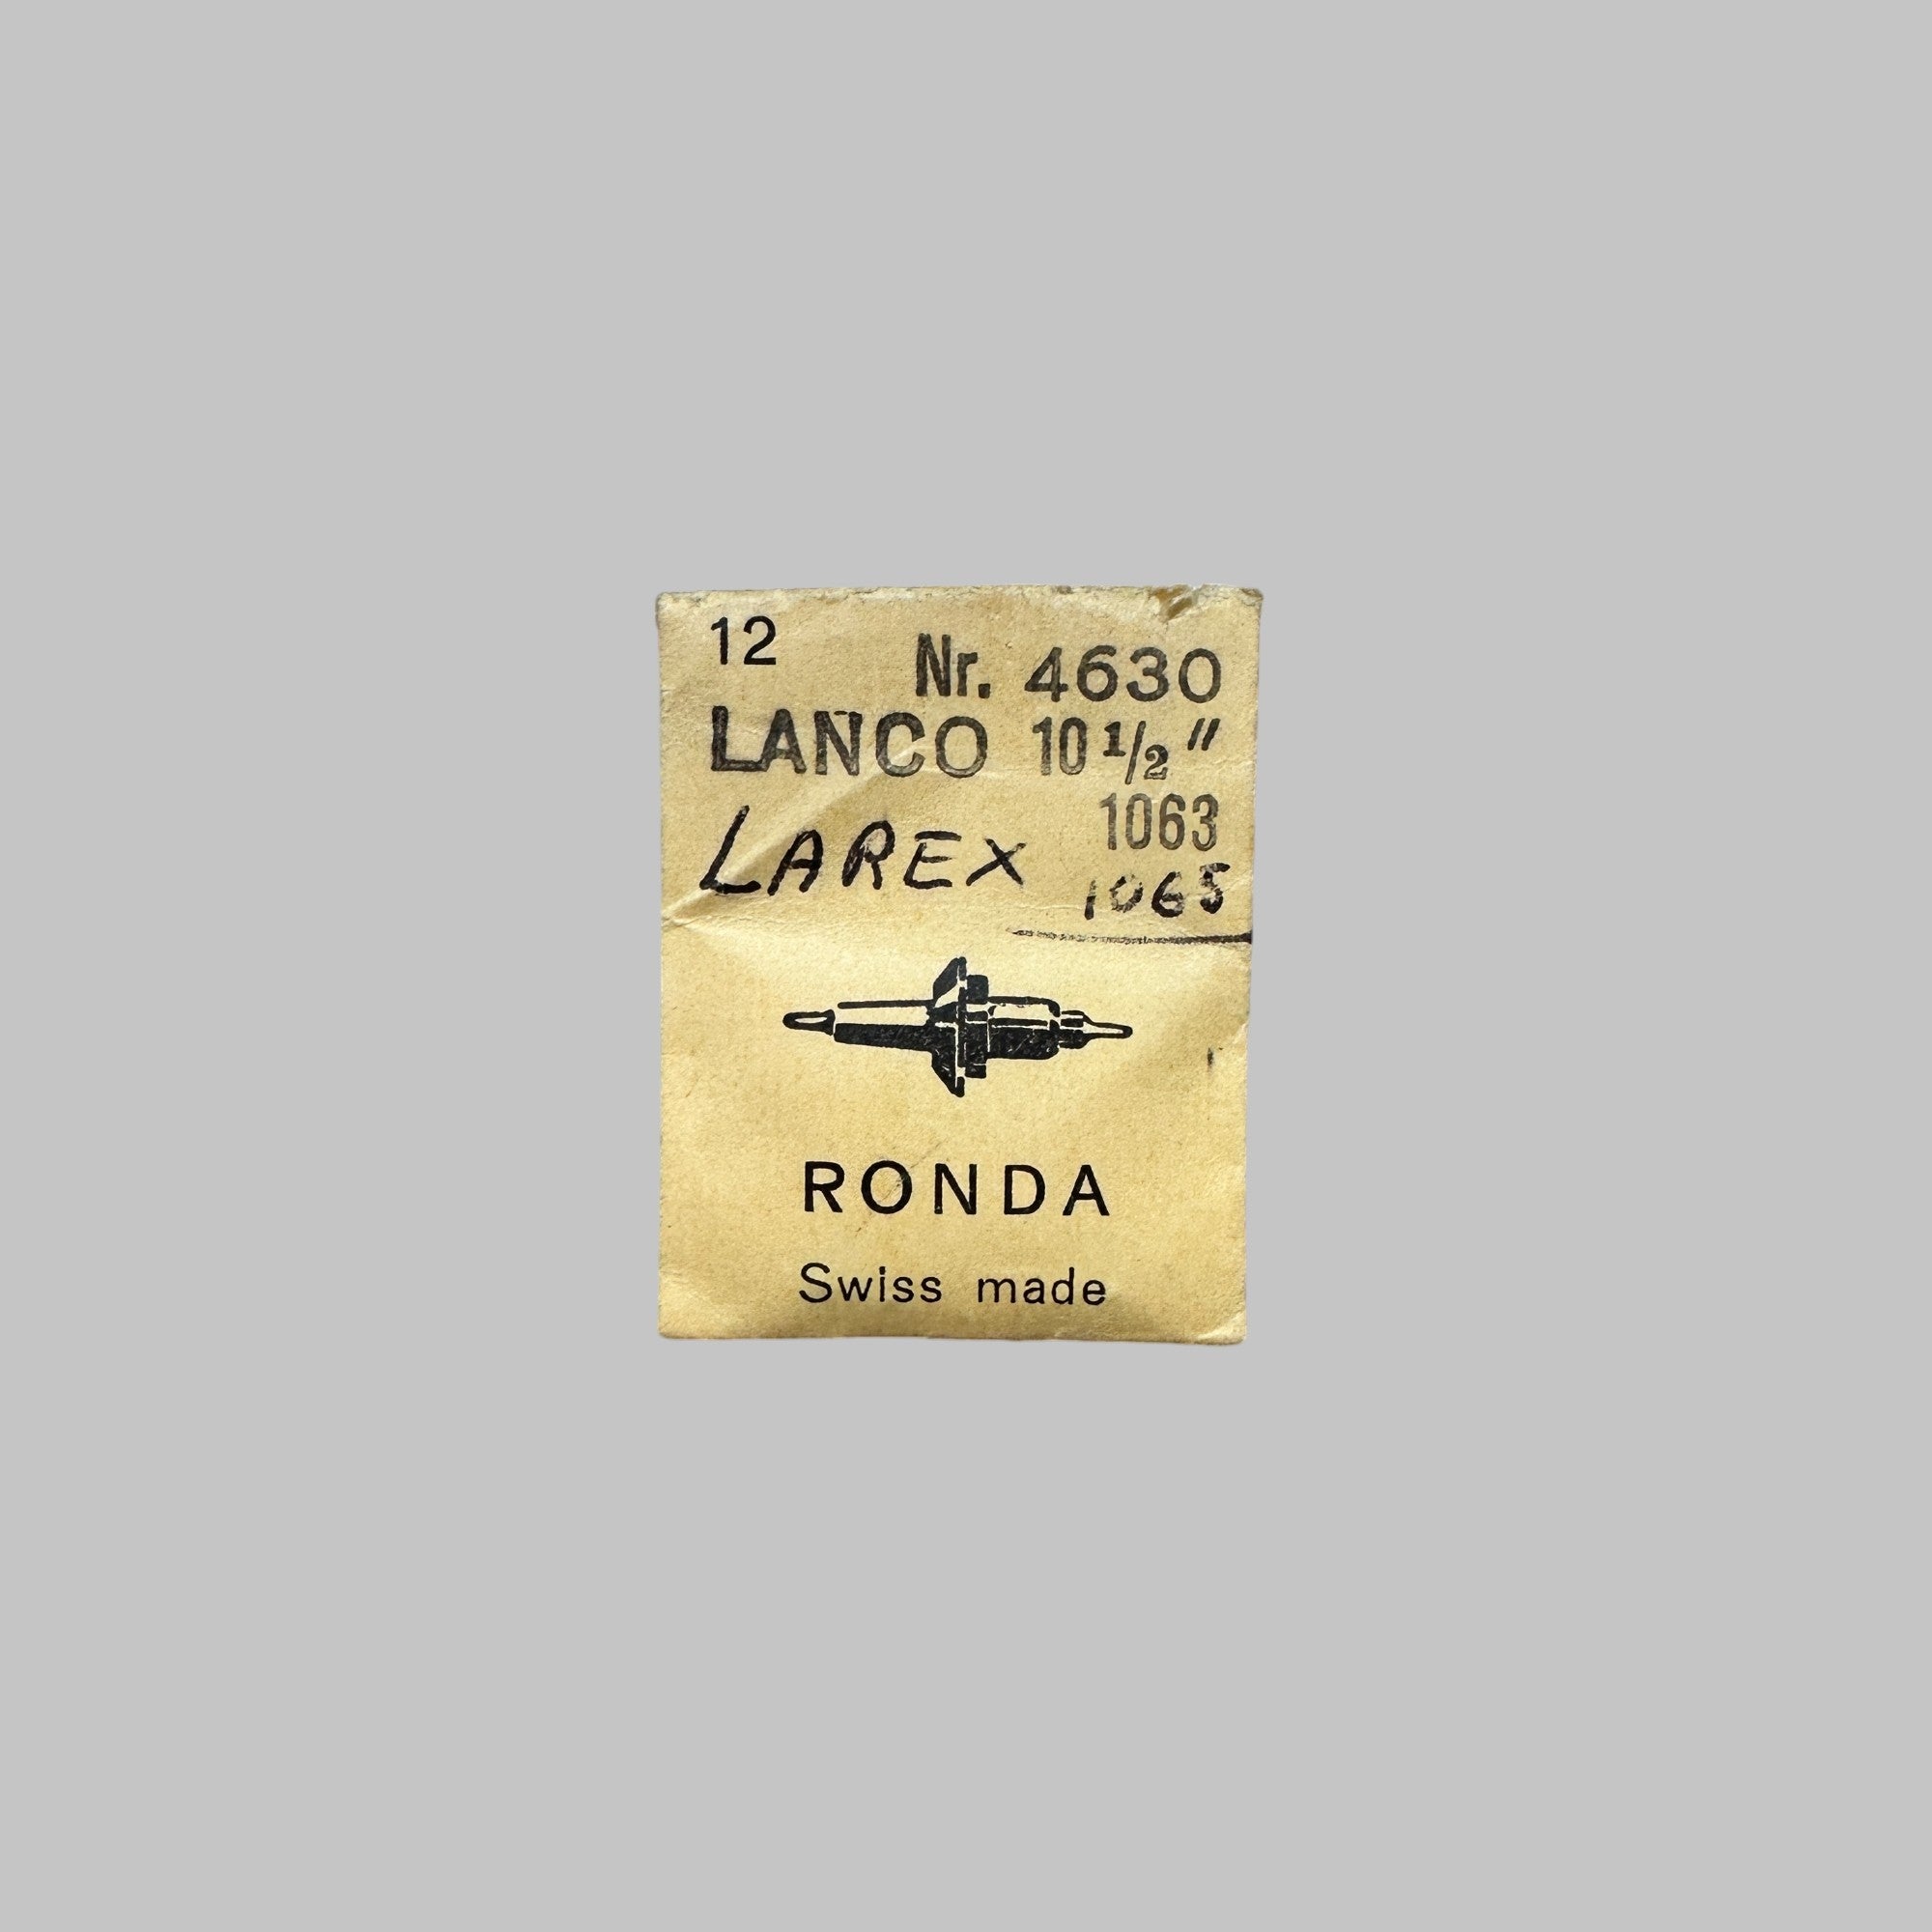 12
Nr. 4630
LANCO 10 1/2 "
1063
LAREX
1065
RONDA
Swiss made